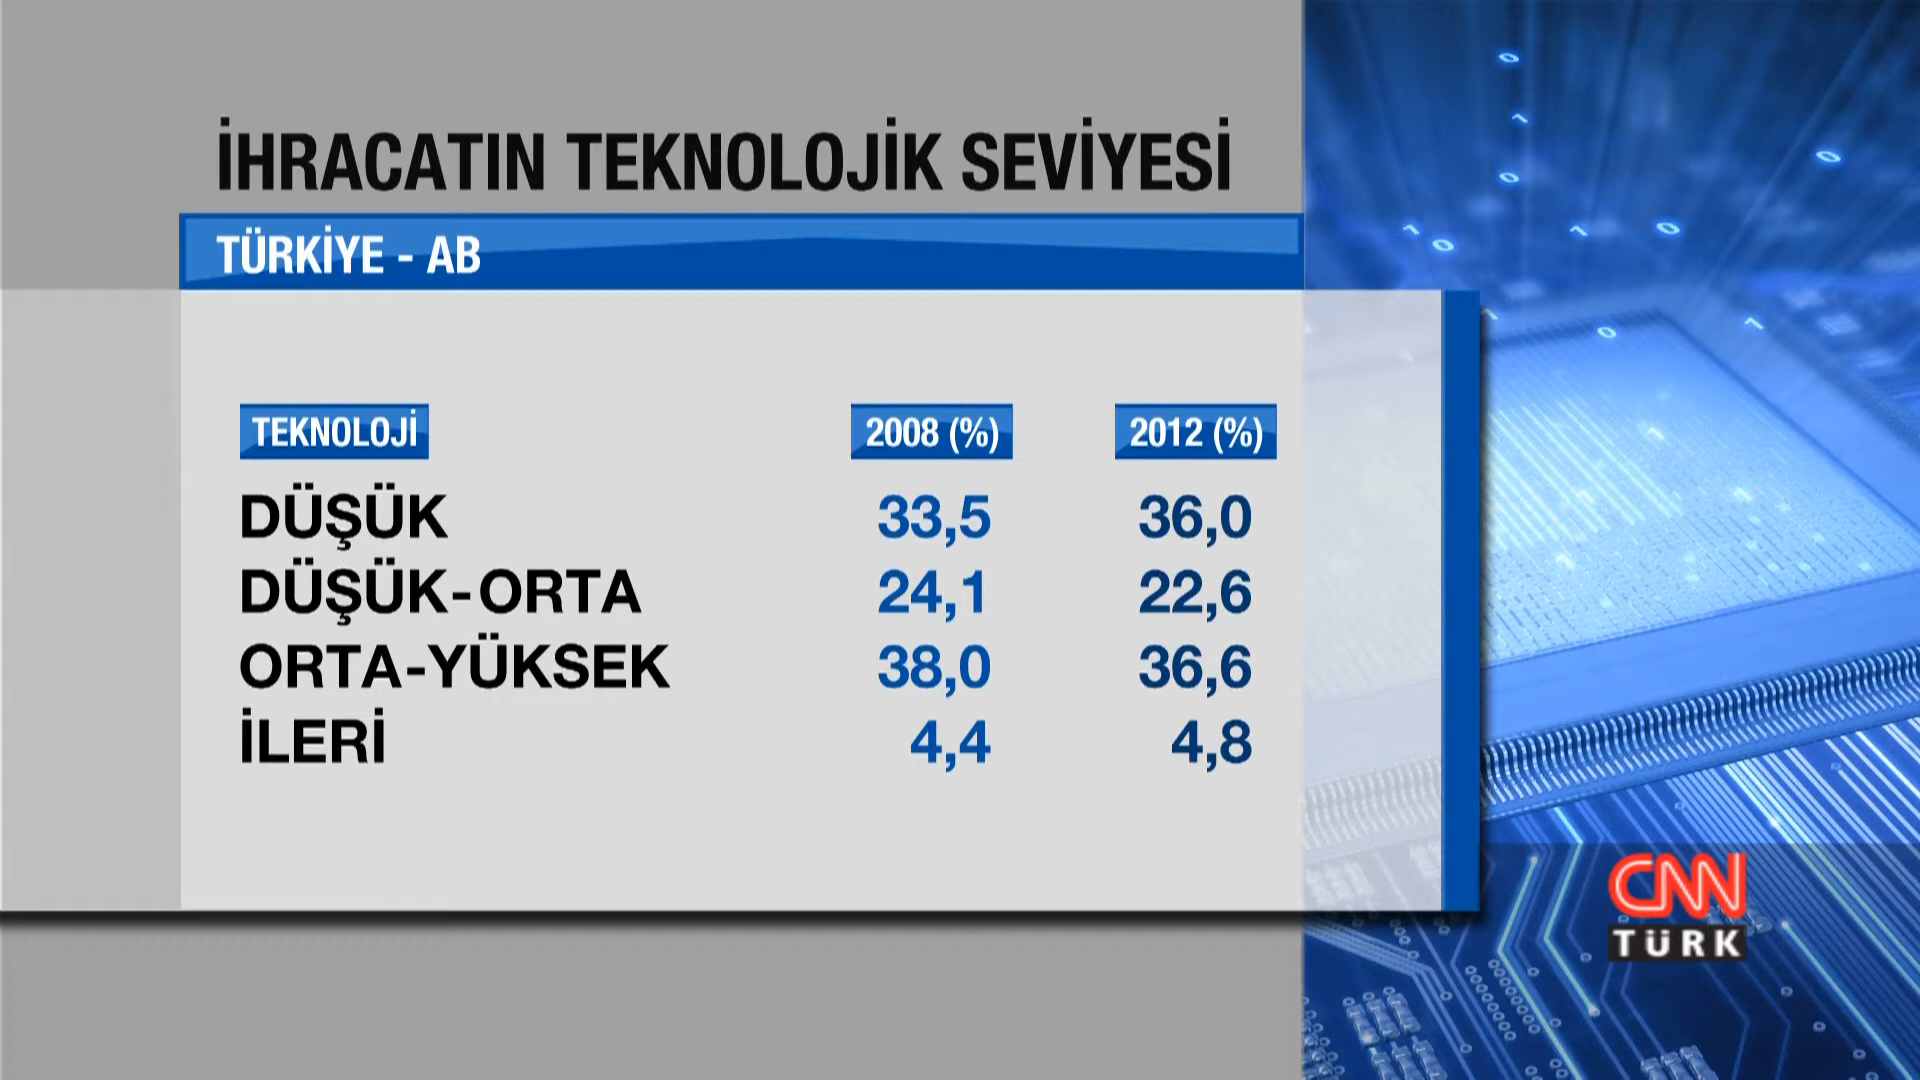 İHRACATIN TEKNOLOJİK SEVİYESİ
TÜRKİYE - AB
TEKNOLOJİ 2008 (%) 2012 (%)
DÜŞÜK 33,5 36,0
DÜŞÜK-ORTA 24,1 22,6
ORTA-YÜKSEK 38,0 36,6
İLERİ 4,4 4,8
CNN
TÜRK